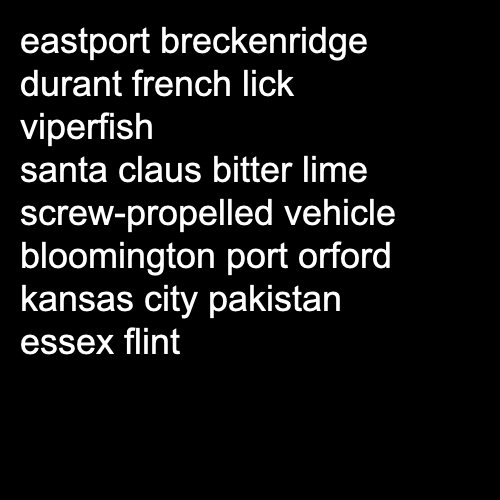 eastport breckenridge
durant french lick
viperfish
santa claus bitter lime
screw-propelled vehicle
bloomington port orford
kansas city pakistan
essex flint